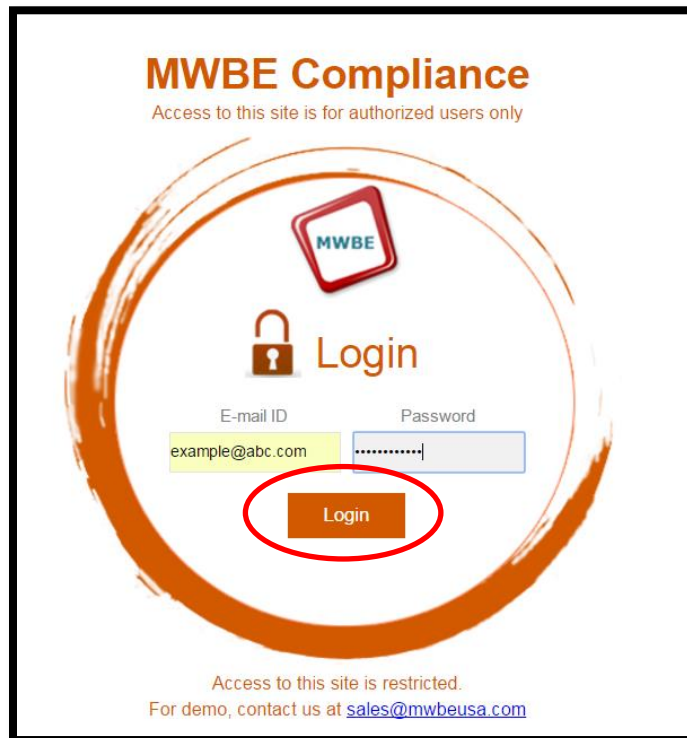 MWBE Compliance
Access to this site is for authorized users only
MWBE
Login
E-mail ID Password
example@abc.com ••••••••••••
Login
Access to this site is restricted.
For demo, contact us at sales@mwbeusa.com